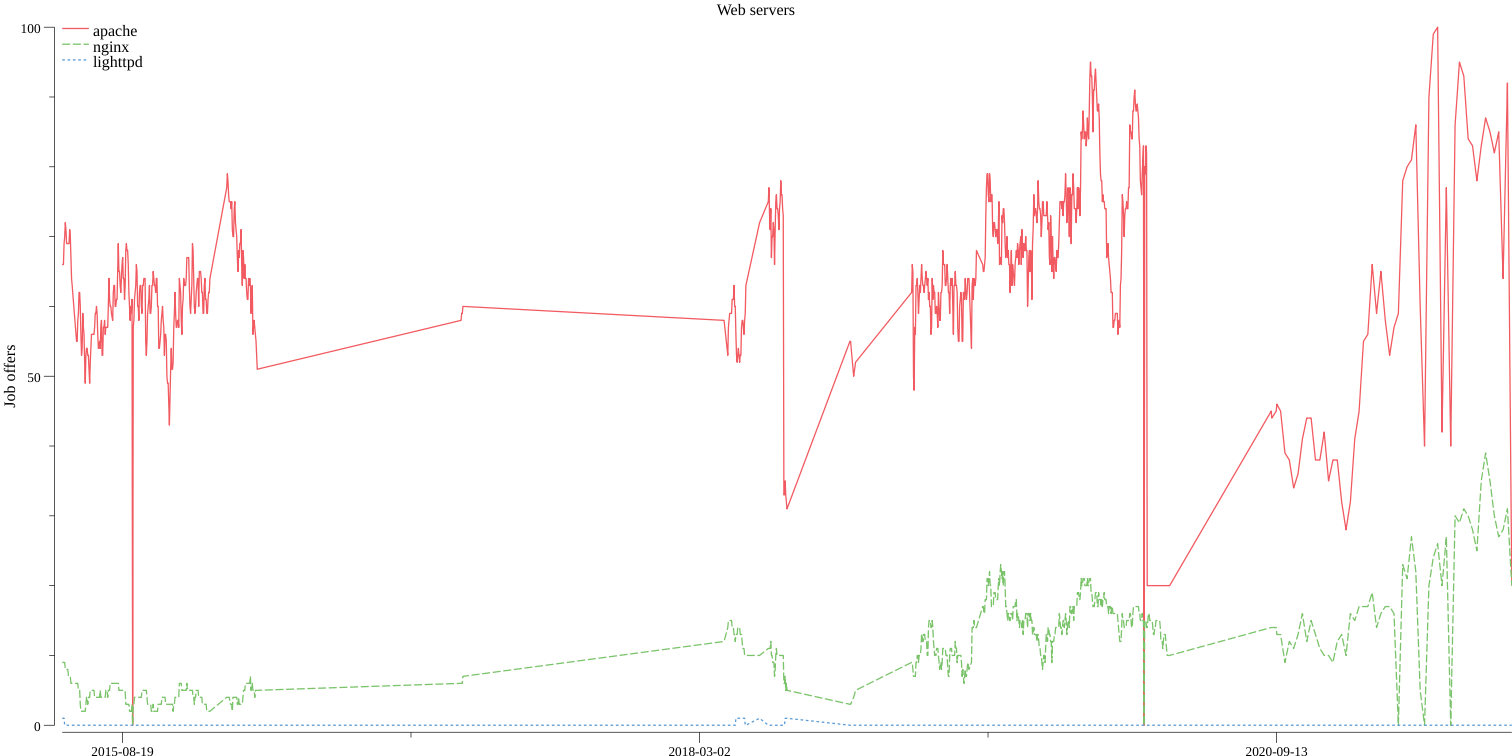 Web servers
100
apache
nginx
lighttpd
Job offers
50
0
2015-08-19
2018-03-02
2020-09-13